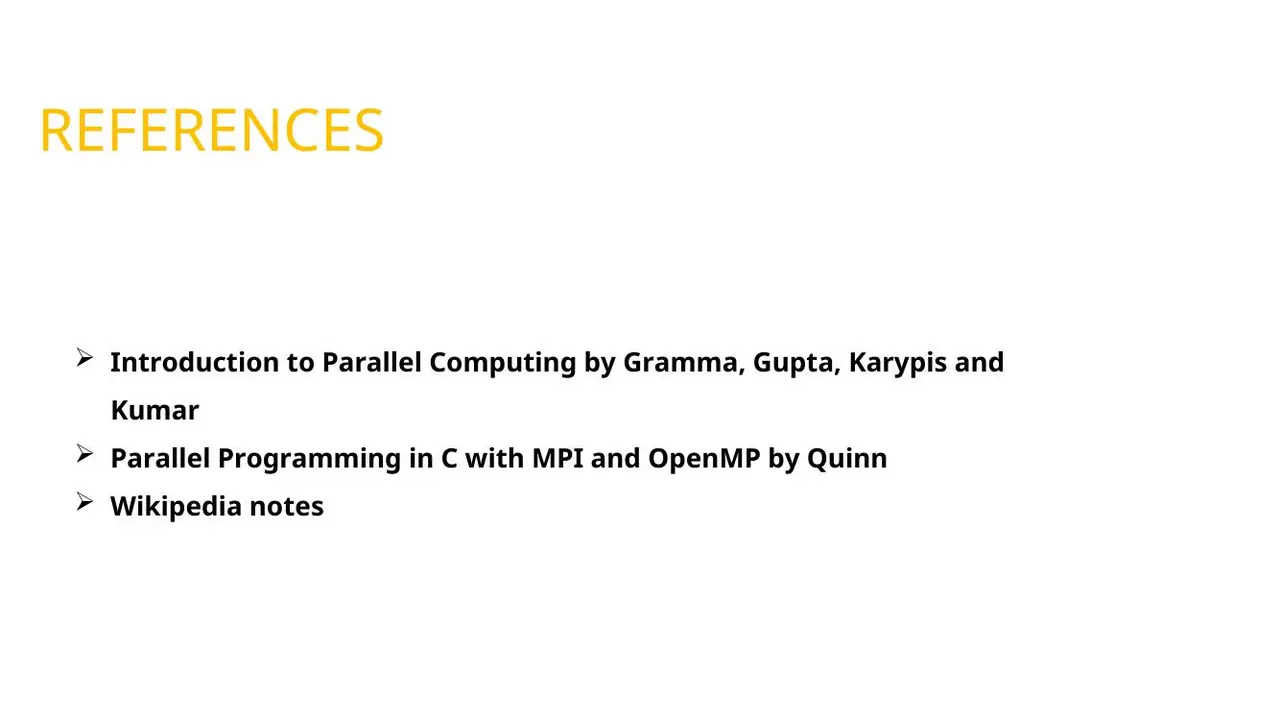 REFERENCES
➢ Introduction to Parallel Computing by Gramma, Gupta, Karypis and
Kumar
➢ Parallel Programming in C with MPI and OpenMP by Quinn
➢ Wikipedia notes